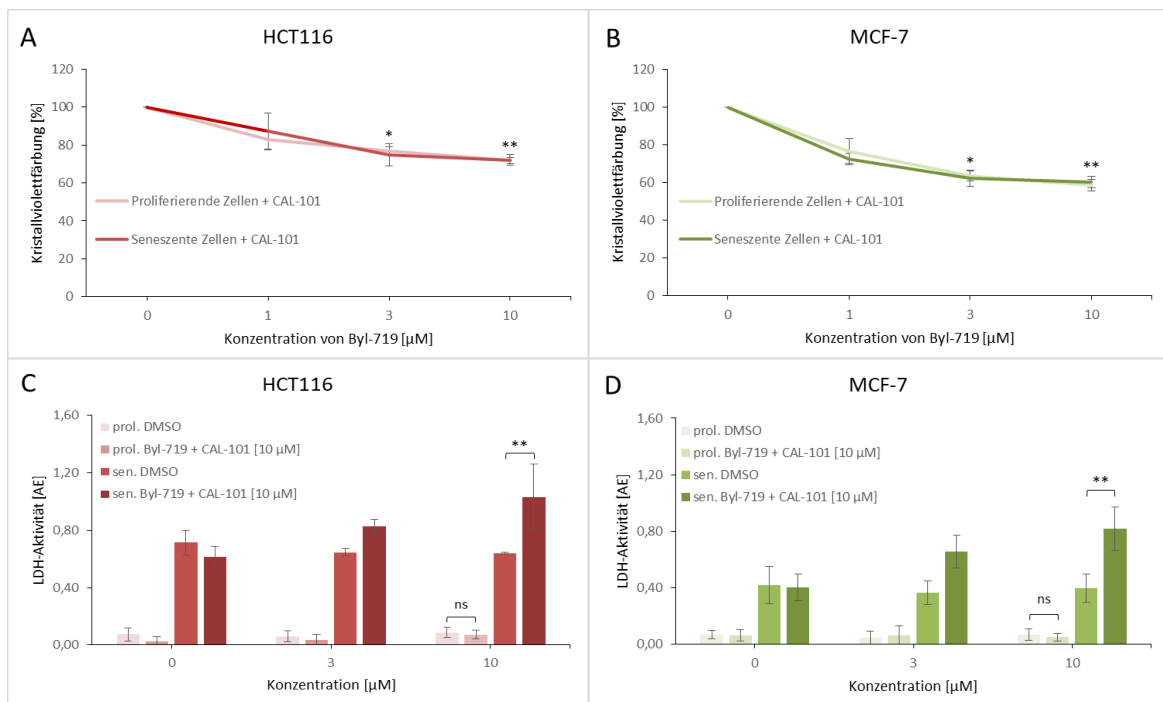 A
HCT116
Kristallviolettfärbung [%]
120
100
80
60
40
20
0
*
**
Proliferierende Zellen + CAL-101
Seneszente Zellen + CAL-101
0 1 3 10
Konzentration von Byl-719 [µM]
B
MCF-7
Kristallviolettfärbung [%]
120
100
80
60
40
20
0
*
**
Proliferierende Zellen + CAL-101
Seneszente Zellen + CAL-101
0 1 3 10
Konzentration von Byl-719 [µM]
C
HCT116
LDH-Aktivität [AE]
1,60
1,20
0,80
0,40
0,00
prol. DMSO
prol. Byl-719 + CAL-101 [10 µM]
sen. DMSO
sen. Byl-719 + CAL-101 [10 µM]
**
ns
0 3 10
Konzentration [µM]
D
MCF-7
LDH-Aktivität [AE]
1,60
1,20
0,80
0,40
0,00
prol. DMSO
prol. Byl-719 + CAL-101 [10 µM]
sen. DMSO
sen. Byl-719 + CAL-101 [10 µM]
**
ns
0 3 10
Konzentration [µM]